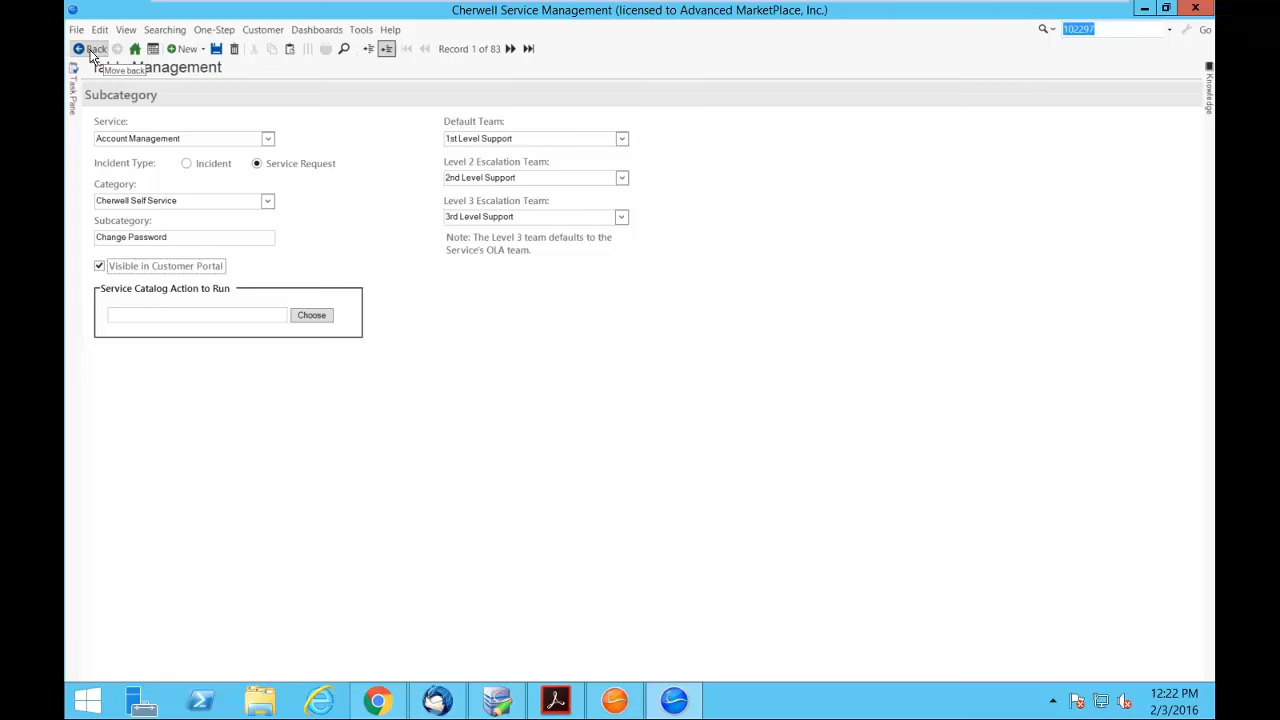 Cherwell Service Management (licensed to Advanced MarketPlace, Inc.)
File Edit View Searching One-Step Customer Dashboards Tools Help
102297 Go
Back New Record 1 of 83
Management
Move back
Task Pane
Knowledge
Subcategory
Service:
Account Management
Incident Type: Incident Service Request
Category:
Cherwell Self Service
Subcategory:
Change Password
Visible in Customer Portal
Service Catalog Action to Run
Choose
Default Team:
1st Level Support
Level 2 Escalation Team:
2nd Level Support
Level 3 Escalation Team:
3rd Level Support
Note: The Level 3 team defaults to the
Service's OLA team.
12:22 PM
2/3/2016